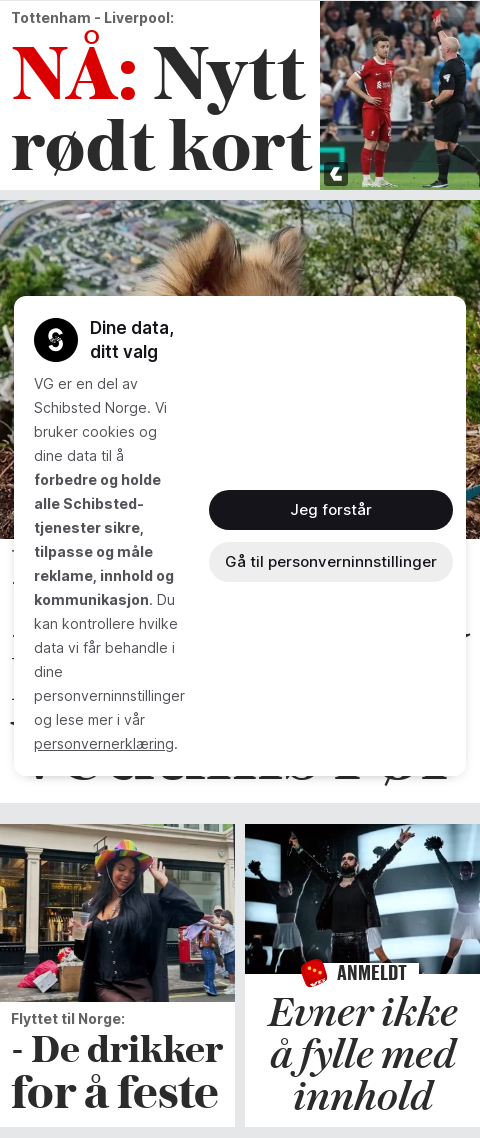 Tottenham - Liverpool:
NÅ: Nytt
rødt kort
Dine data,
ditt valg
VG er en del av
Schibsted Norge. Vi
bruker cookies og
dine data til å
forbedre og holde
alle Schibsted-
tjenester sikre,
tilpasse og måle
reklame, innhold og
kommunikasjon. Du
kan kontrollere hvilke
data vi får behandle i
dine
personverninnstillinger
og lese mer i vår
personvernerklæring.
Jeg forstår
Gå til personverninnstillinger
Flyttet til Norge:
- De drikker
for å feste
VG
ANMELDT
Evner ikke
å fylle med
innhold